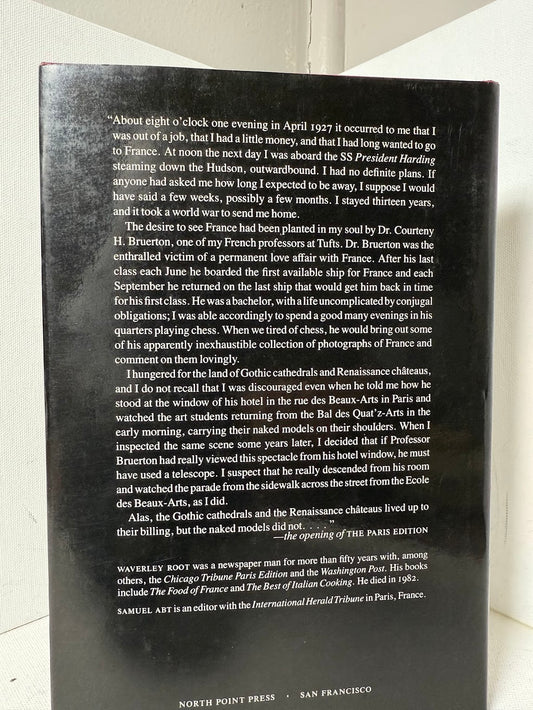 “About eight o’clock one evening in April 1927 it occurred to me that I
was out of a job, that I had a little money, and that I had long wanted to go
to France. At noon the next day I was aboard the SS President Harding
steaming down the Hudson, outwardbound. I had no definite plans. If
anyone had asked me how long I expected to be away, I suppose I would
have said a few weeks, possibly a few months. I stayed thirteen years,
and it took a world war to send me home.
The desire to see France had been planted in my soul by Dr. Courteny
H. Bruerton, one of my French professors at Tufts. Dr. Bruerton was the
enthralled victim of a permanent love affair with France. After his last
class each June he boarded the first available ship for France and each
September he returned on the last ship that would get him back in time
for his first class. He was a bachelor, with a life uncomplicated by conjugal
obligations; I was able accordingly to spend a good many evenings in his
quarters playing chess. When we tired of chess, he would bring out some
of his apparently inexhaustible collection of photographs of France and
comment on them lovingly.
I hungered for the land of Gothic cathedrals and Renaissance châteaus,
and I do not recall that I was discouraged even when he told me how he
stood at the window of his hotel in the rue des Beaux-Arts in Paris and
watched the art students returning from the Bal des Quat’z-Arts in the
early morning, carrying their naked models on their shoulders. When I
inspected the same scene some years later, I decided that if Professor
Bruerton had really viewed this spectacle from his hotel window, he must
have used a telescope. I suspect that he really descended from his room
and watched the parade from the sidewalk across the street from the Ecole
des Beaux-Arts, as I did.
Alas, the Gothic cathedrals and the Renaissance châteaus lived up to
their billing, but the naked models did not. . . .”
—the opening of THE PARIS EDITION
WAVERLEY ROOT was a newspaper man for more than fifty years with, among
others, the Chicago Tribune Paris Edition and the Washington Post. His books
include The Food of France and The Best of Italian Cooking. He died in 1982.
SAMUEL ABT is an editor with the International Herald Tribune in Paris, France.
NORTH POINT PRESS · SAN FRANCISCO